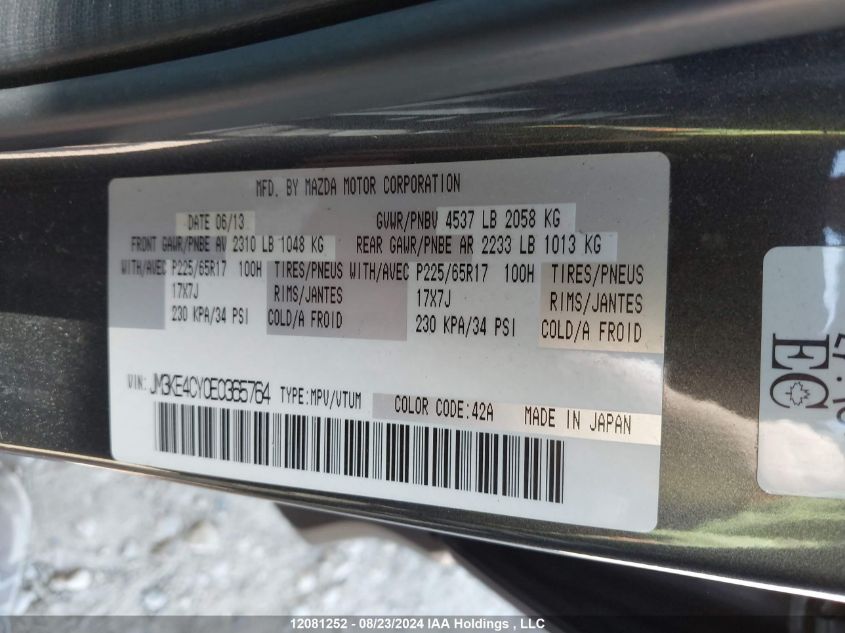 MFD. BY MAZDA MOTOR CORPORATION
DATE 06/13 GVWR/PNBV 4537 LB 2058 KG
FRONT GAWR/PNBE AV 2310 LB 1048 KG REAR GAWR/PNBE AR 2233 LB 1013 KG
WITH/AVEC P225/65R17 100H TIRES/PNEUS WITH/AVEC P225/65R17 100H TIRES/PNEUS
17X7J RIMS/JANTES 17X7J RIMS/JANTES
230 KPA/34 PSI COLD/A FROID 230 KPA/34 PSI COLD/A FROID
VIN: JM3KE4CY0E0365764 TYPE:MPV/VTUM COLOR CODE:42A MADE IN JAPAN
EC
12081252 - 08/23/2024 IAA Holdings, LLC